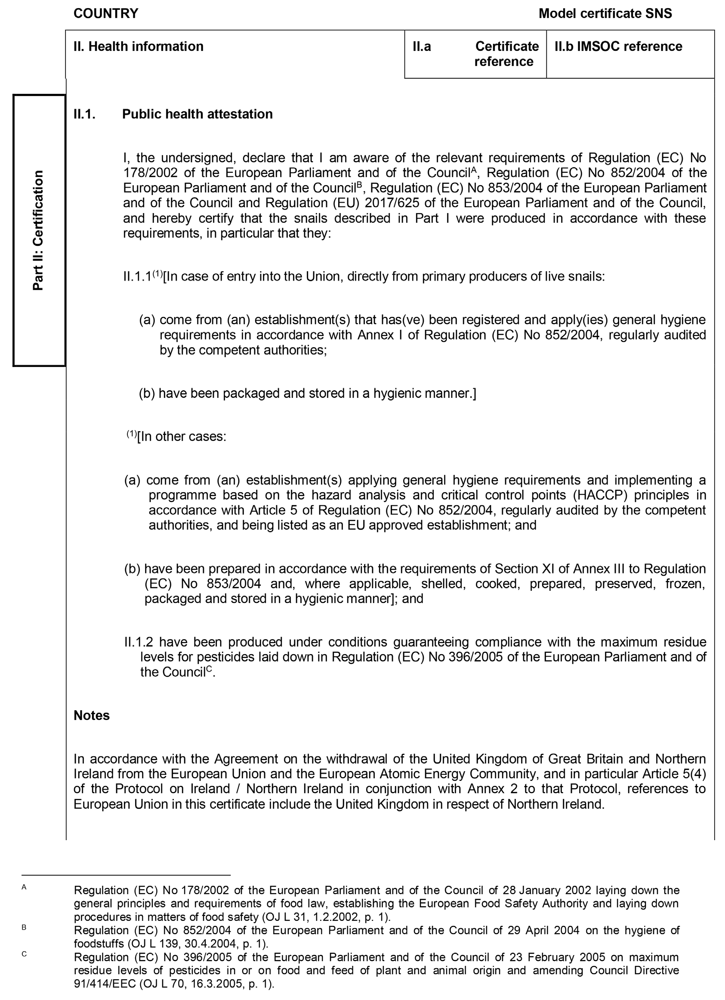 COUNTRY Model certificate SNS
II. Health information II.a Certificate reference II.b IMSOC reference
Part II: Certification
II.1. Public health attestation
I, the undersigned, declare that I am aware of the relevant requirements of Regulation (EC) No
178/2002 of the European Parliament and of the Council^A, Regulation (EC) No 852/2004 of the
European Parliament and of the Council^B, Regulation (EC) No 853/2004 of the European Parliament
and of the Council and Regulation (EU) 2017/625 of the European Parliament and of the Council,
and hereby certify that the snails described in Part I were produced in accordance with these
requirements, in particular that they:
II.1.1(1)[In case of entry into the Union, directly from primary producers of live snails:
(a) come from (an) establishment(s) that has(ve) been registered and apply(ies) general hygiene
requirements in accordance with Annex I of Regulation (EC) No 852/2004, regularly audited
by the competent authorities;
(b) have been packaged and stored in a hygienic manner.]
(1)[In other cases:
(a) come from (an) establishment(s) applying general hygiene requirements and implementing a
programme based on the hazard analysis and critical control points (HACCP) principles in
accordance with Article 5 of Regulation (EC) No 852/2004, regularly audited by the competent
authorities, and being listed as an EU approved establishment; and
(b) have been prepared in accordance with the requirements of Section XI of Annex III to Regulation
(EC) No 853/2004 and, where applicable, shelled, cooked, prepared, preserved, frozen,
packaged and stored in a hygienic manner]; and
II.1.2 have been produced under conditions guaranteeing compliance with the maximum residue
levels for pesticides laid down in Regulation (EC) No 396/2005 of the European Parliament and of
the Council^C.
Notes
In accordance with the Agreement on the withdrawal of the United Kingdom of Great Britain and Northern
Ireland from the European Union and the European Atomic Energy Community, and in particular Article 5(4)
of the Protocol on Ireland / Northern Ireland in conjunction with Annex 2 to that Protocol, references to
European Union in this certificate include the United Kingdom in respect of Northern Ireland.
A Regulation (EC) No 178/2002 of the European Parliament and of the Council of 28 January 2002 laying down the
general principles and requirements of food law, establishing the European Food Safety Authority and laying down
procedures in matters of food safety (OJ L 31, 1.2.2002, p. 1).
B Regulation (EC) No 852/2004 of the European Parliament and of the Council of 29 April 2004 on the hygiene of
foodstuffs (OJ L 139, 30.4.2004, p. 1).
C Regulation (EC) No 396/2005 of the European Parliament and of the Council of 23 February 2005 on maximum
residue levels of pesticides in or on food and feed of plant and animal origin and amending Council Directive
91/414/EEC (OJ L 70, 16.3.2005, p. 1).